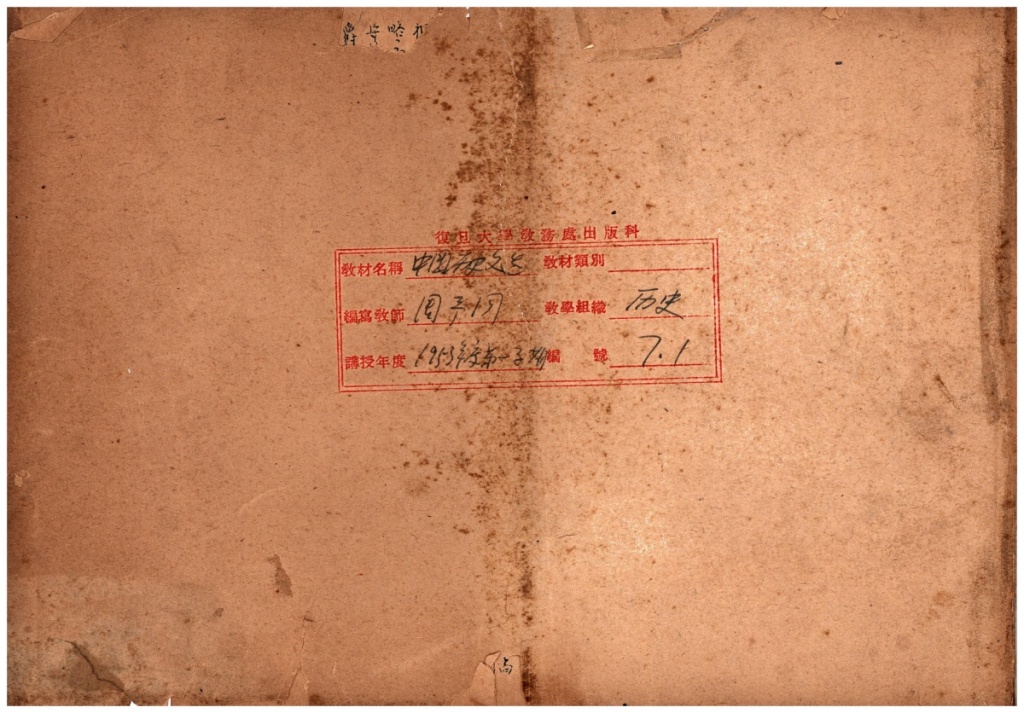 復旦大學教務處出版科
教材名稱 中国历史文选 教材類別
編寫教師 周予同 教學組織 历史
講授年度 1953年度第一学期 編號 7.1